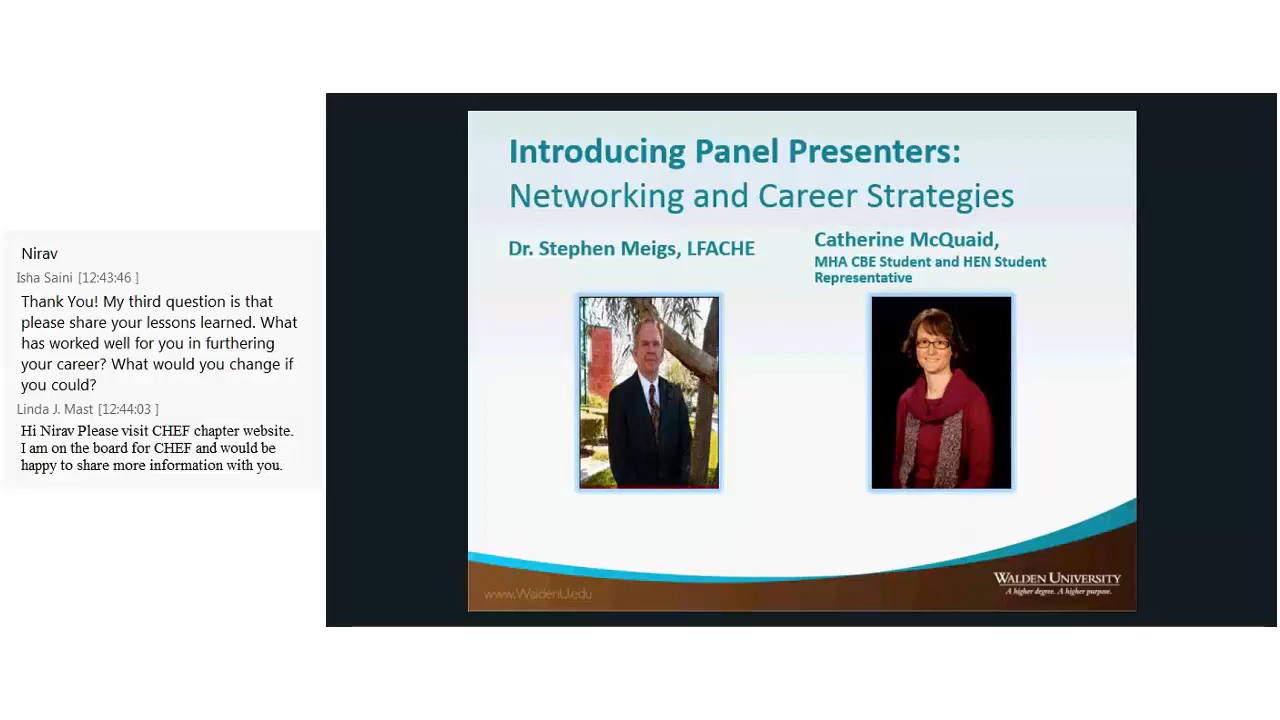 Nirav
Isha Saini [12:43:46 ]
Thank You! My third question is that
please share your lessons learned. What
has worked well for you in furthering
your career? What would you change if
you could?
Linda J. Mast [12:44:03 ]
Hi Nirav Please visit CHEF chapter website.
I am on the board for CHEF and would be
happy to share more information with you.
Introducing Panel Presenters:
Networking and Career Strategies
Dr. Stephen Meigs, LFACHE
Catherine McQuaid,
MHA CBE Student and HEN Student
Representative
www.WaldenU.edu
WALDEN UNIVERSITY
A higher degree. A higher purpose.